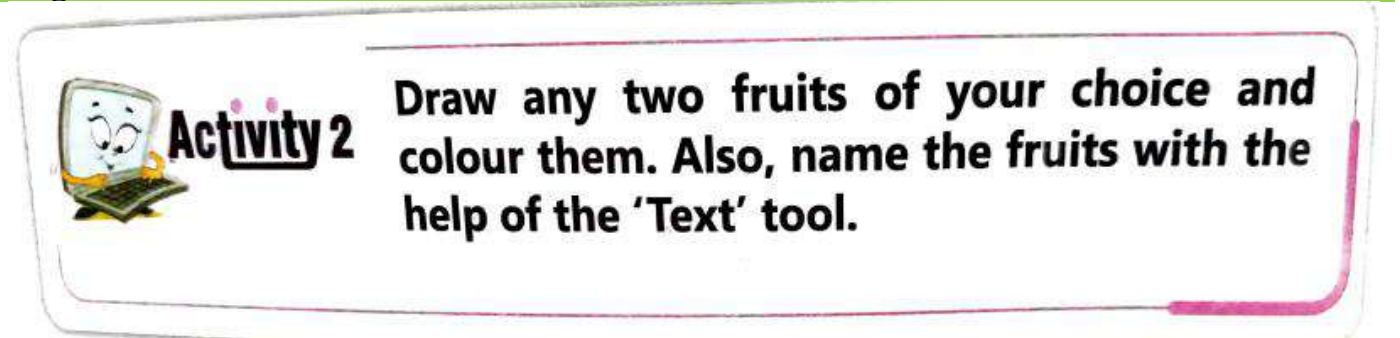 Activity 2
Draw any two fruits of your choice and
colour them. Also, name the fruits with the
help of the ‘Text’ tool.